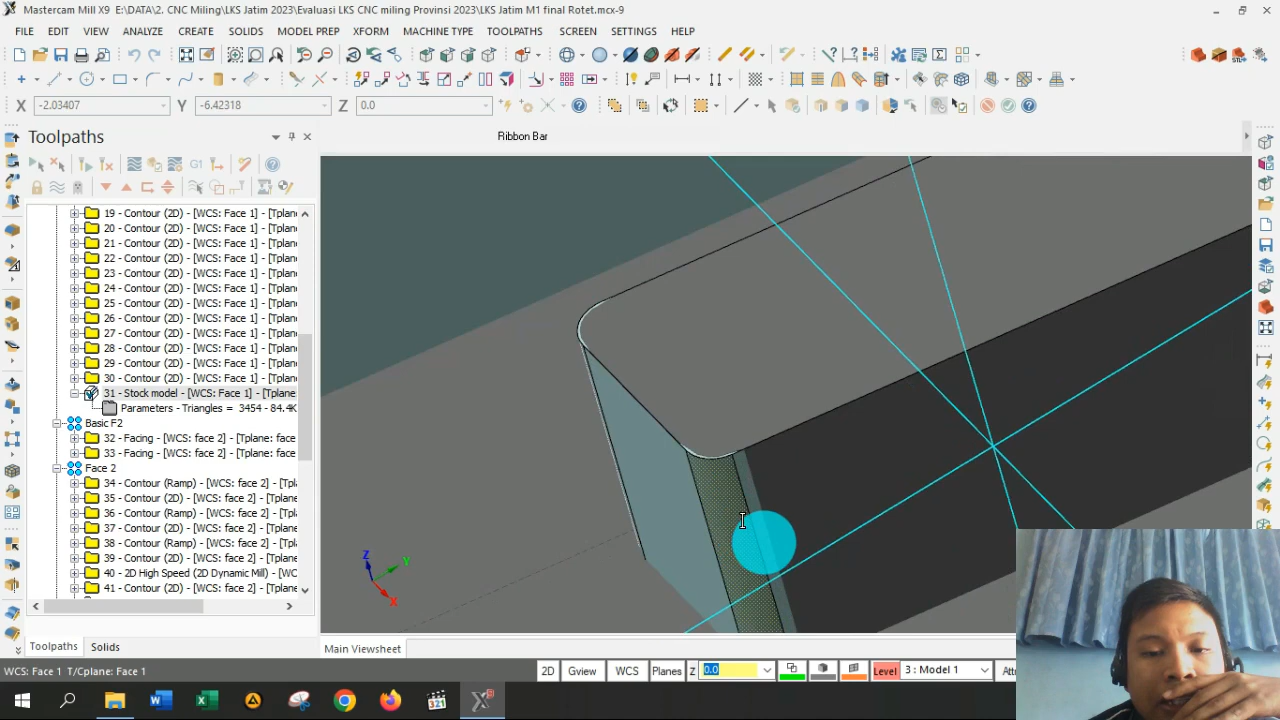 Mastercam Mill X9 E:\DATA\2. CNC Miling\LKS Jatim 2023\Evaluasi LKS CNC miling Provinsi 2023\LKS Jatim M1 final Rotet.mcx-9
FILE EDIT VIEW ANALYZE CREATE SOLIDS MODEL PREP XFORM MACHINE TYPE TOOLPATHS SCREEN SETTINGS HELP
X -2.03407 Y -6.42318 Z 0.0
Toolpaths
Ribbon Bar
G1
19 - Contour (2D) - [WCS: Face 1] - [Tplane
20 - Contour (2D) - [WCS: Face 1] - [Tplane
21 - Contour (2D) - [WCS: Face 1] - [Tplane
22 - Contour (2D) - [WCS: Face 1] - [Tplane
23 - Contour (2D) - [WCS: Face 1] - [Tplane
24 - Contour (2D) - [WCS: Face 1] - [Tplane
25 - Contour (2D) - [WCS: Face 1] - [Tplane
26 - Contour (2D) - [WCS: Face 1] - [Tplane
27 - Contour (2D) - [WCS: Face 1] - [Tplane
28 - Contour (2D) - [WCS: Face 1] - [Tplane
29 - Contour (2D) - [WCS: Face 1] - [Tplane
30 - Contour (2D) - [WCS: Face 1] - [Tplane
31 - Stock model - [WCS: Face 1] - [Tplane:
Parameters - Triangles = 3454 - 84.4K
Basic F2
32 - Facing - [WCS: face 2] - [Tplane: face
33 - Facing - [WCS: face 2] - [Tplane: face
Face 2
34 - Contour (Ramp) - [WCS: face 2] - [Tpl
35 - Contour (2D) - [WCS: face 2] - [Tplane
36 - Contour (Ramp) - [WCS: face 2] - [Tpl
37 - Contour (2D) - [WCS: face 2] - [Tplane
38 - Contour (Ramp) - [WCS: face 2] - [Tpl
39 - Contour (2D) - [WCS: face 2] - [Tplane
40 - 2D High Speed (2D Dynamic Mill) - [WC
41 - Contour (2D) - [WCS: face 2] - [Tplane
Z
Y
X
Toolpaths Solids
Main Viewsheet
WCS: Face 1 T/Cplane: Face 1
2D Gview WCS Planes Z 0.0 Level 3 : Model 1
321